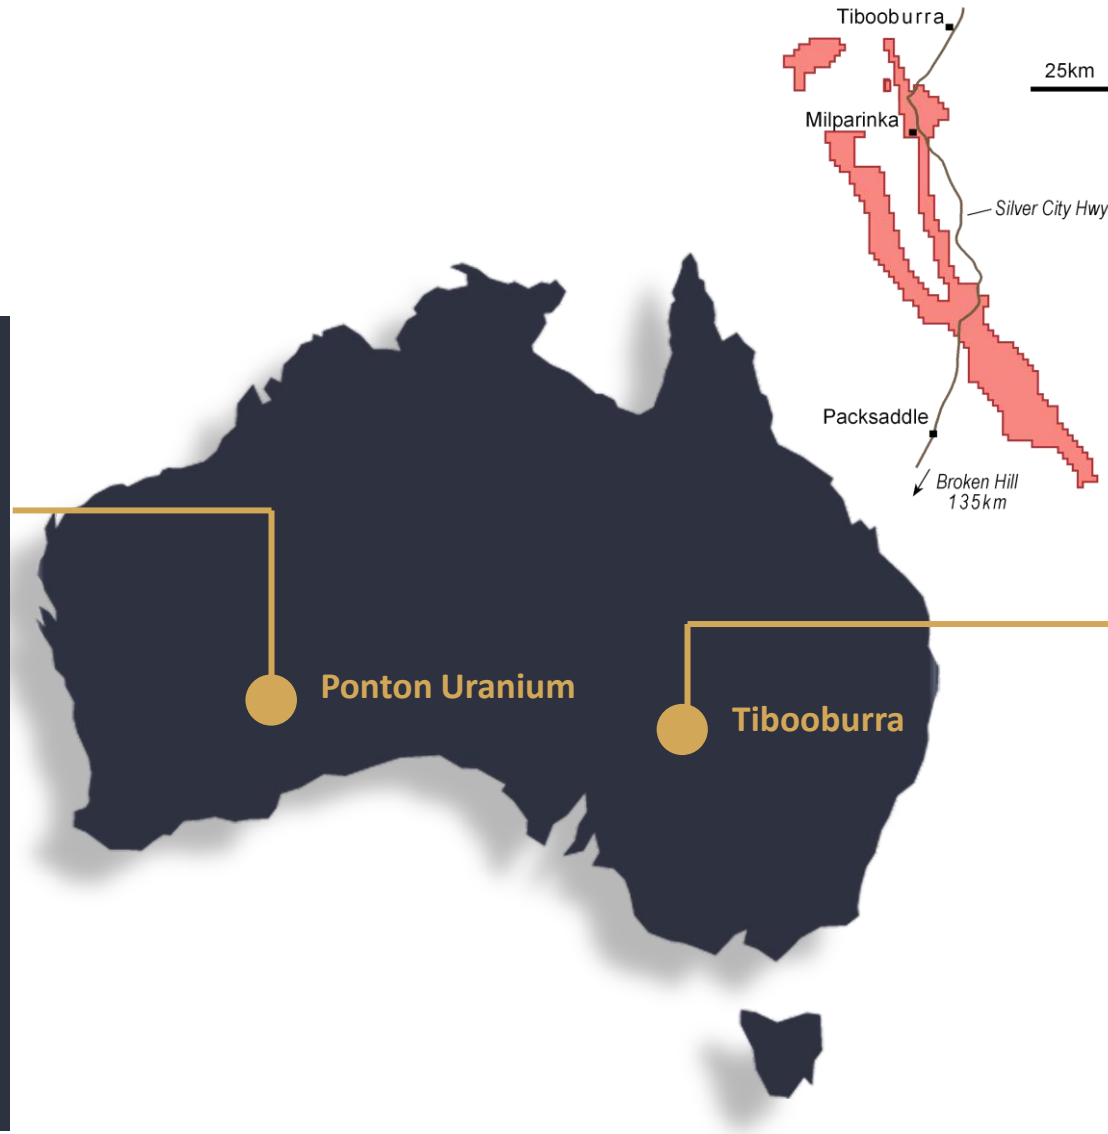 Tibooburra
25km
Milparinka
Silver City Hwy
Packsaddle
Broken Hill
135km
Ponton Uranium
Tibooburra